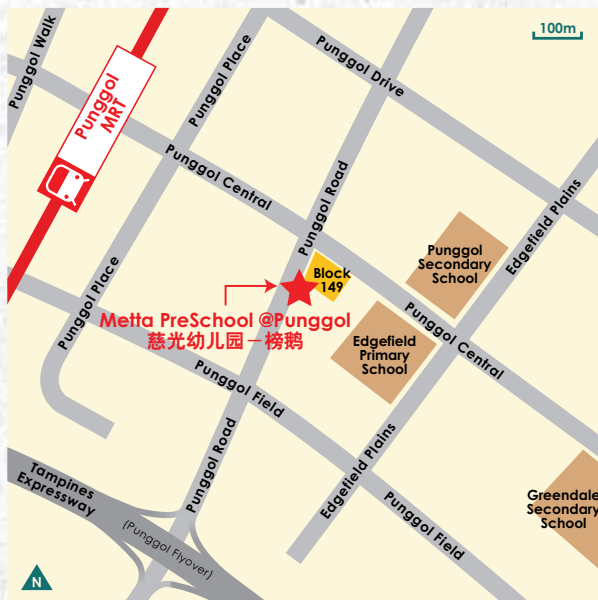 100m
Punggol Walk
Punggol Place
Punggol Drive
Punggol
MRT
Punggol Central
Punggol Road
Edgefield Plains
Punggol
Secondary
School
Block
149
Punggol Place
Metta PreSchool @Punggol
慈光幼儿园－榜鹅
Punggol Central
Edgefield
Primary
School
Punggol Field
Punggol Road
Edgefield Plains
Tampines
Expressway
(Punggol Flyover)
Punggol Field
Greendale
Secondary
School
N